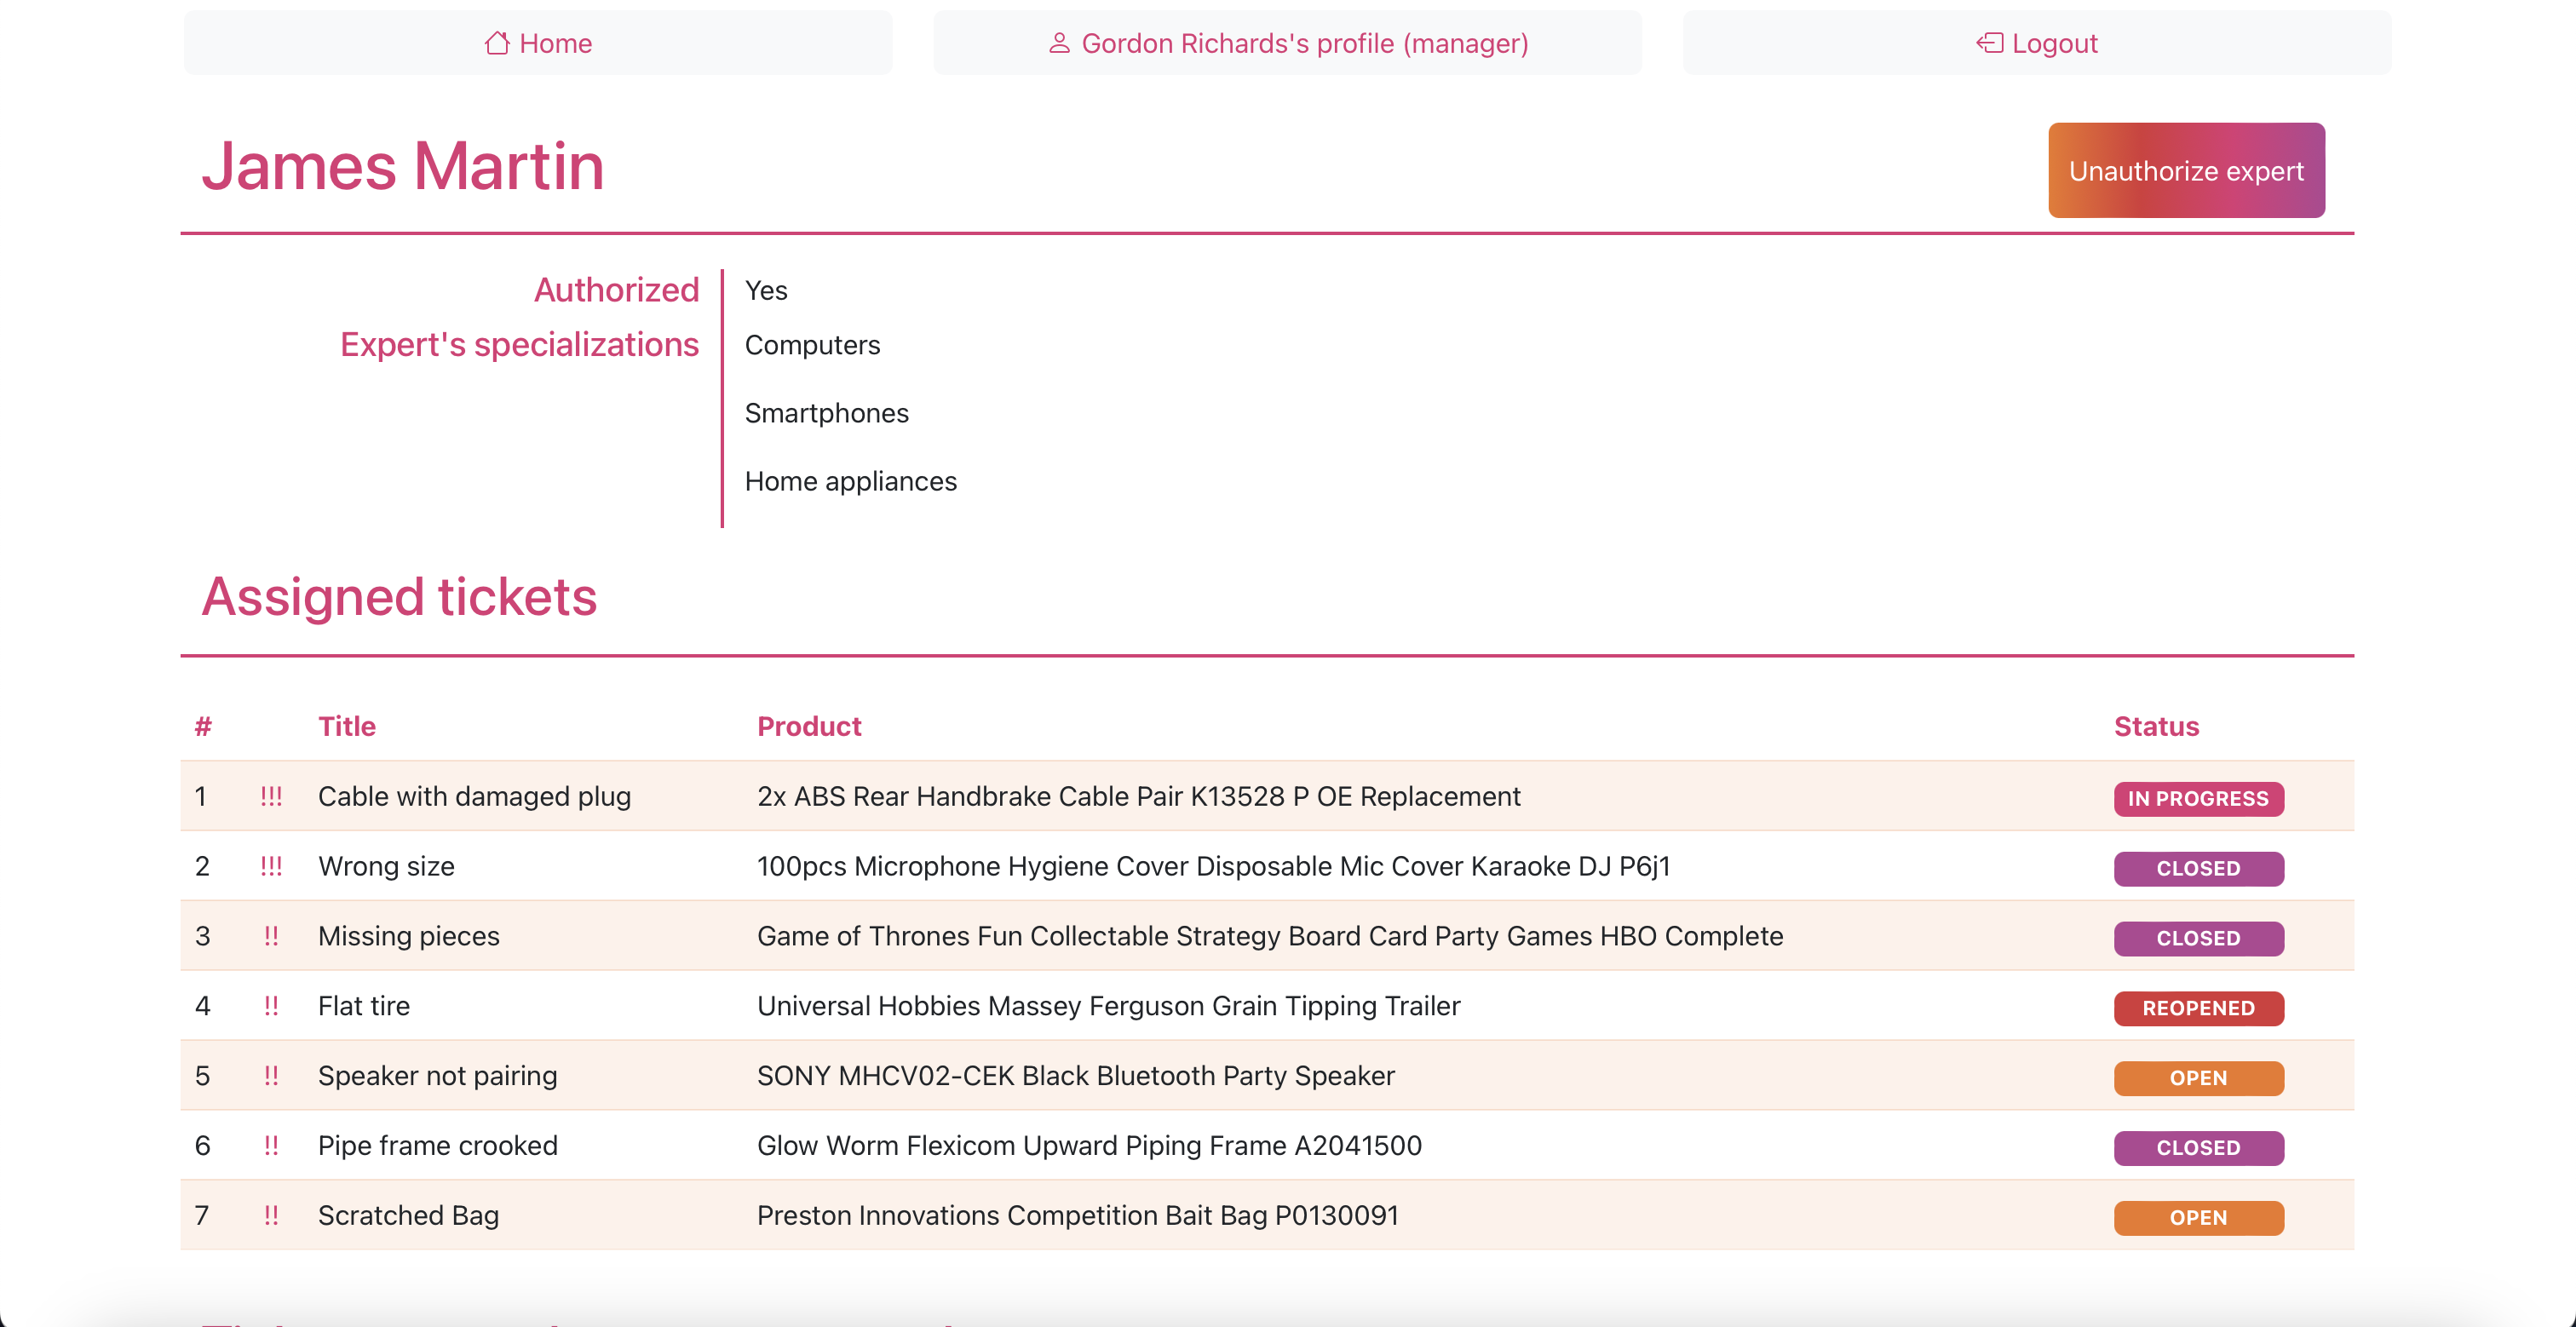 Home
Gordon Richards's profile (manager)
Logout
James Martin
Unauthorize expert
Authorized
Yes
Expert's specializations
Computers
Smartphones
Home appliances
Assigned tickets
# Title Product Status
1 !!! Cable with damaged plug 2x ABS Rear Handbrake Cable Pair K13528 P OE Replacement IN PROGRESS
2 !!! Wrong size 100pcs Microphone Hygiene Cover Disposable Mic Cover Karaoke DJ P6j1 CLOSED
3 !! Missing pieces Game of Thrones Fun Collectable Strategy Board Card Party Games HBO Complete CLOSED
4 !! Flat tire Universal Hobbies Massey Ferguson Grain Tipping Trailer REOPENED
5 !! Speaker not pairing SONY MHCV02-CEK Black Bluetooth Party Speaker OPEN
6 !! Pipe frame crooked Glow Worm Flexicom Upward Piping Frame A2041500 CLOSED
7 !! Scratched Bag Preston Innovations Competition Bait Bag P0130091 OPEN